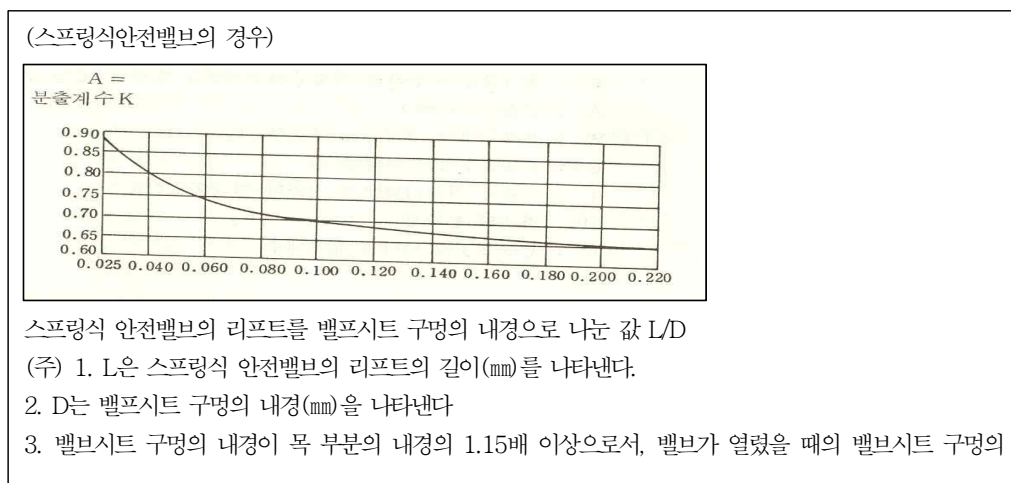 (스프링식안전밸브의 경우)
A =
분출계수 K
0.90
0.85
0.80
0.75
0.70
0.65
0.60
0.025 0.040 0.060 0.080 0.100 0.120 0.140 0.160 0.180 0.200 0.220
스프링식 안전밸브의 리프트를 밸프시트 구멍의 내경으로 나눈 값 L/D
(주) 1. L은 스프링식 안전밸브의 리프트의 길이(㎜)를 나타낸다.
2. D는 밸프시트 구멍의 내경(㎜)을 나타낸다
3. 밸브시트 구멍의 내경이 목 부분의 내경의 1.15배 이상으로서, 밸브가 열렸을 때의 밸브시트 구멍의